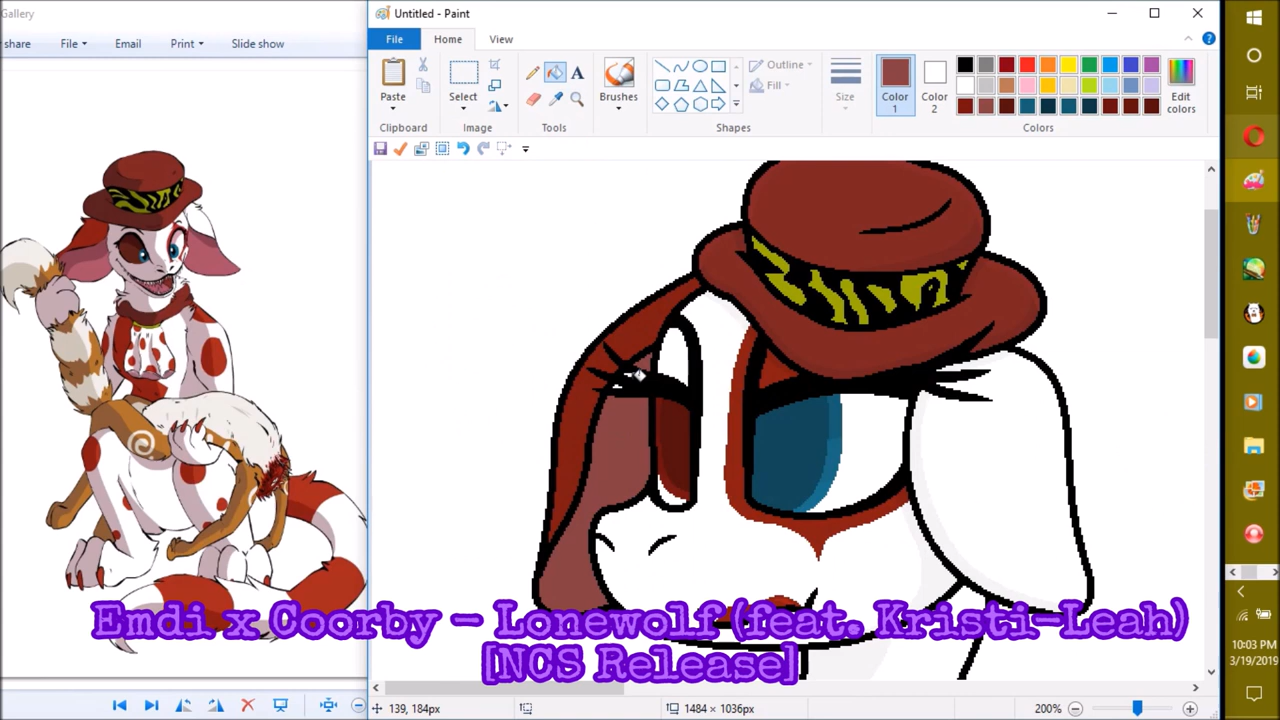 Gallery
Untitled - Paint
share File Email Print Slide show
File Home View
Paste
Select
Brushes
Outline
Fill
Size
Color 1
Color 2
Edit colors
Clipboard Image Tools Shapes Colors
Emdi x Coorby - Lonewolf (feat. Kristi-Leah)
[NCS Release]
10:03 PM
3/19/2019
139, 184px
1484 × 1036px
200%